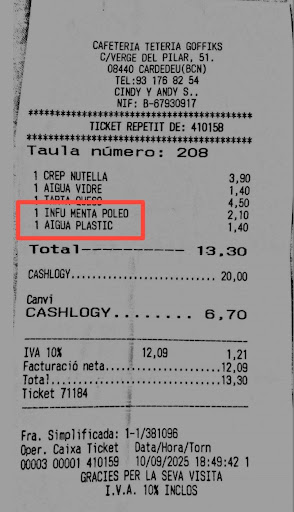 CAFETERIA TETERIA GOFFIKS
C/VERGE DEL PILAR, 51.
08440 CARDEDEU(BCN)
TEL:93 176 82 54
CINDY Y ANDY S..
NIF: B-67930917
********************************
TICKET REPETIT DE: 410158
********************************
Taula número: 208
1 CREP NUTELLA 3,90
1 AIGUA VIDRE 1,40
1 TAPIA QUESO 4,50
1 INFU MENTA POLEO 2,10
1 AIGUA PLASTIC 1,40
Total----------- 13,30
CASHLOGY.................... 20,00
Canvi
CASHLOGY........ 6,70
IVA 10% 12,09 1,21
Facturació neta..............12,09
Total........................13,30
Ticket 71184
Fra. Simplificada: 1-1/381096
Oper. Caixa Ticket Data/Hora/Torn
00003 00001 410159 10/09/2025 18:49:42 1
GRACIES PER LA SEVA VISITA
I.V.A. 10% INCLOS